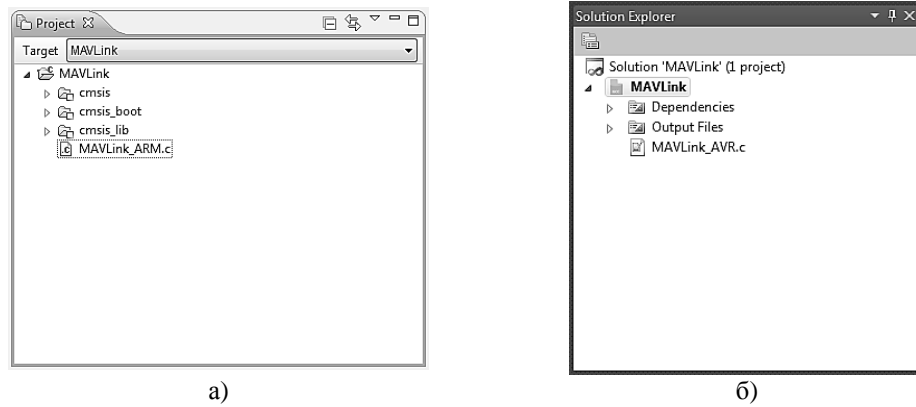 Project
Target MAVLink
MAVLink
cmsis
cmsis_boot
cmsis_lib
MAVLink_ARM.c
а)
Solution Explorer
Solution 'MAVLink' (1 project)
MAVLink
Dependencies
Output Files
MAVLink_AVR.c
б)